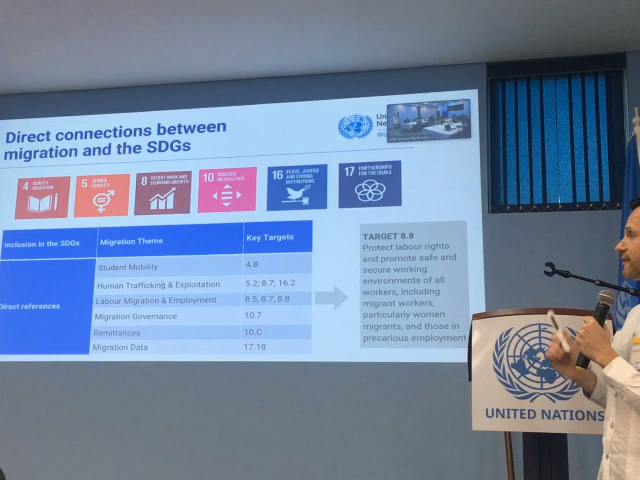 Direct connections between
migration and the SDGs
4 QUALITY
EDUCATION
5 GENDER
EQUALITY
8 DECENT WORK AND
ECONOMIC GROWTH
10 REDUCED
INEQUALITIES
16 PEACE, JUSTICE
AND STRONG
INSTITUTIONS
17 PARTNERSHIPS
FOR THE GOALS
Inclusion in the SDGs Migration Theme Key Targets
Direct references
Student Mobility 4.B
Human Trafficking & Exploitation 5.2; 8.7; 16.2
Labour Migration & Employment 8.5, 8.7, 8.8
Migration Governance 10.7
Remittances 10.C
Migration Data 17.18
TARGET 8.8
Protect labour rights
and promote safe and
secure working
environments of all
workers, including
migrant workers,
particularly women
migrants, and those in
precarious employment
UNITED NATIONS